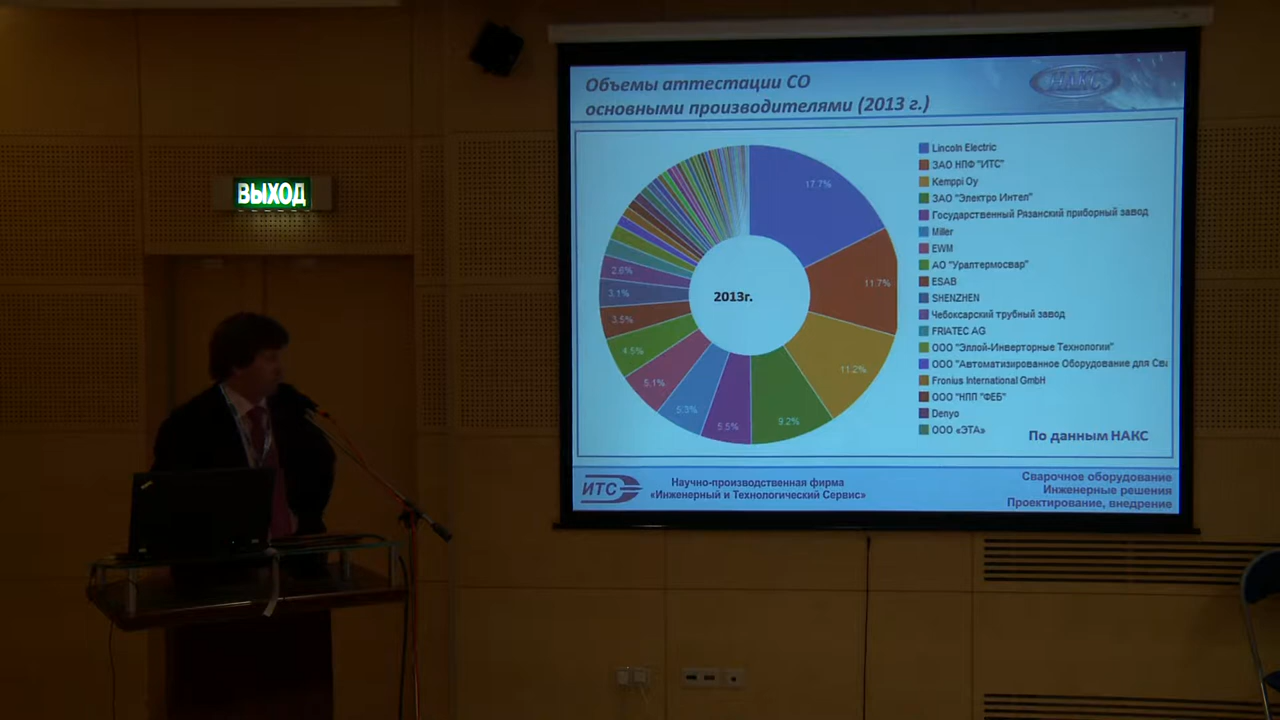 ВЫХОД
Объемы аттестации СО
основными производителями (2013 г.)
НАКС
17.7%
11.7%
11.2%
9.2%
5.5%
5.3%
5.1%
4.5%
3.5%
3.1%
2.6%
2013г.
Lincoln Electric
ЗАО НПФ "ИТС"
Kemppi Oy
ЗАО "Электро Интел"
Государственный Рязанский приборный завод
Miller
EWM
АО "Уралтермосвар"
ESAB
SHENZHEN
Чебоксарский трубный завод
FRIATEC AG
ООО "Эллой-Инверторные Технологии"
ООО "Автоматизированное Оборудование для Сва
Fronius International GmbH
ООО "НПП "ФЕБ"
Denyo
ООО «ЭТА»
По данным НАКС
ИТС
Научно-производственная фирма
«Инженерный и Технологический Сервис»
Сварочное оборудование
Инженерные решения
Проектирование, внедрение